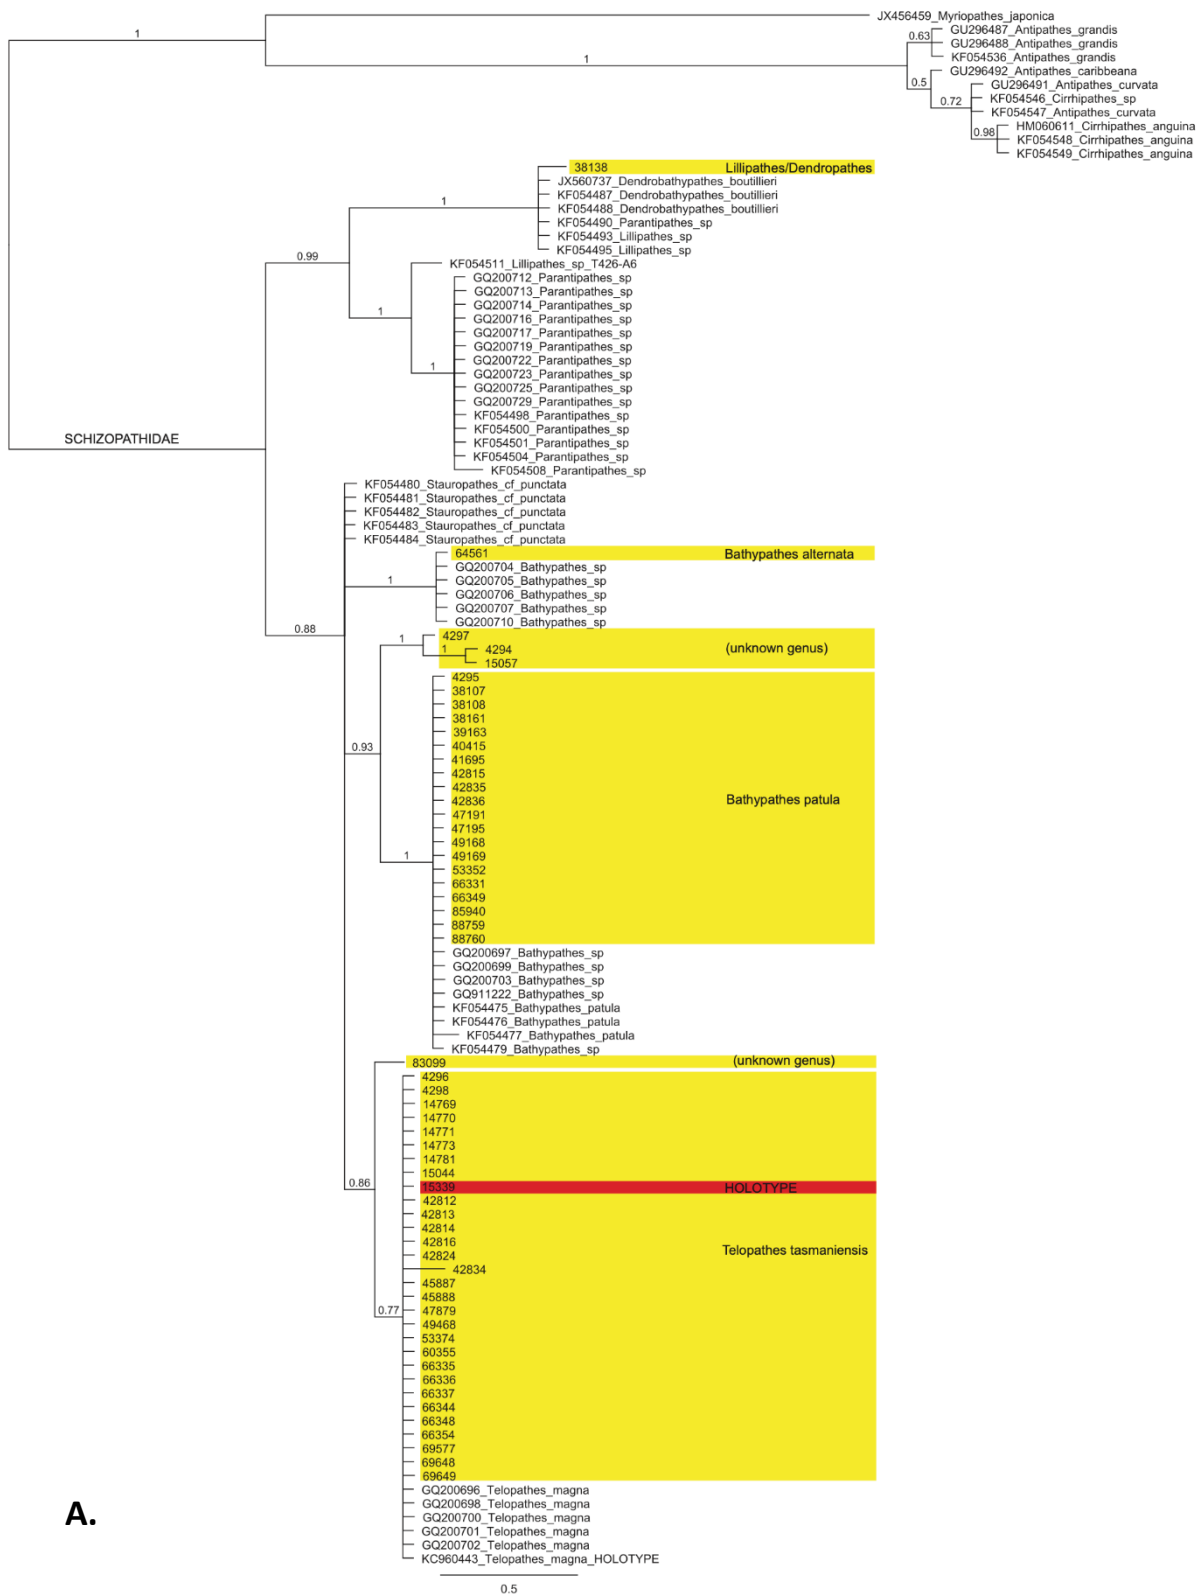 JX456459_Myriopathes_japonica
1
GU296487_Antipathes_grandis
0.63
GU296488_Antipathes_grandis
KF054536_Antipathes_grandis
1
GU296492_Antipathes_caribbeana
0.5
GU296491_Antipathes_curvata
KF054546_Cirrhipathes_sp
0.72
KF054547_Antipathes_curvata
HM060611_Cirrhipathes_anguina
0.98
KF054548_Cirrhipathes_anguina
KF054549_Cirrhipathes_anguina
38138 Lillipathes/Dendropathes
JX560737_Dendrobathypathes_boutillieri
KF054487_Dendrobathypathes_boutillieri
1
KF054488_Dendrobathypathes_boutillieri
KF054490_Parantipathes_sp
KF054493_Lillipathes_sp
KF054495_Lillipathes_sp
0.99
KF054511_Lillipathes_sp_T426-A6
GQ200712_Parantipathes_sp
GQ200713_Parantipathes_sp
GQ200714_Parantipathes_sp
1
GQ200716_Parantipathes_sp
GQ200717_Parantipathes_sp
GQ200719_Parantipathes_sp
GQ200722_Parantipathes_sp
1
GQ200723_Parantipathes_sp
GQ200725_Parantipathes_sp
GQ200729_Parantipathes_sp
KF054498_Parantipathes_sp
KF054500_Parantipathes_sp
SCHIZOPATHIDAE
KF054501_Parantipathes_sp
KF054504_Parantipathes_sp
KF054508_Parantipathes_sp
KF054480_Stauropathes_cf_punctata
KF054481_Stauropathes_cf_punctata
KF054482_Stauropathes_cf_punctata
KF054483_Stauropathes_cf_punctata
KF054484_Stauropathes_cf_punctata
64561 Bathypathes alternata
GQ200704_Bathypathes_sp
1
GQ200705_Bathypathes_sp
GQ200706_Bathypathes_sp
GQ200707_Bathypathes_sp
GQ200710_Bathypathes_sp
0.88
1
4297
1
4294 (unknown genus)
15057
4295
38107
38108
38161
39163
0.93
40415
41695
42815
42835
42836 Bathypathes patula
47191
47195
49168
1
49169
53352
66331
66349
85940
88759
88760
GQ200697_Bathypathes_sp
GQ200699_Bathypathes_sp
GQ200703_Bathypathes_sp
GQ911222_Bathypathes_sp
KF054475_Bathypathes_patula
KF054476_Bathypathes_patula
KF054477_Bathypathes_patula
KF054479_Bathypathes_sp
83099 (unknown genus)
4296
4298
14769
14770
14771
14773
14781
15044
0.86
15339 HOLOTYPE
42812
42813
42814
42816
Telopathes tasmaniensis
42824
42834
45887
45888
0.77
47879
49468
53374
60355
66335
66336
66337
66344
66348
66354
69577
69648
69649
GQ200696_Telopathes_magna
GQ200698_Telopathes_magna
A.
GQ200700_Telopathes_magna
GQ200701_Telopathes_magna
GQ200702_Telopathes_magna
KC960443_Telopathes_magna_HOLOTYPE
0.5